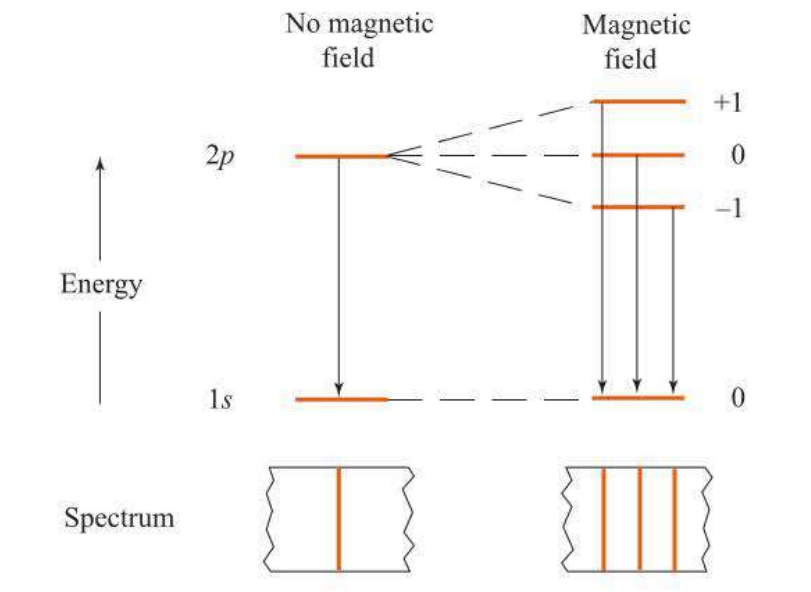 No magnetic
field
Magnetic
field
+1
2p
0
–1
Energy
1s
0
Spectrum